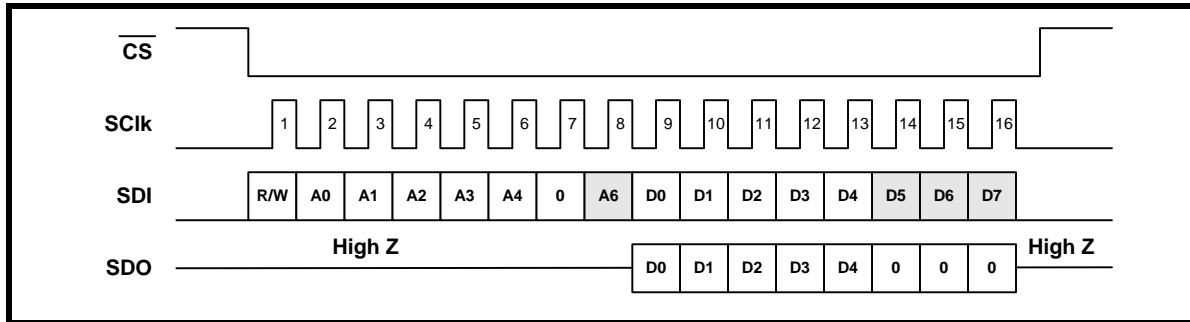 CS
SClk 1 2 3 4 5 6 7 8 9 10 11 12 13 14 15 16
SDI R/W A0 A1 A2 A3 A4 0 A6 D0 D1 D2 D3 D4 D5 D6 D7
High Z High Z
SDO D0 D1 D2 D3 D4 0 0 0